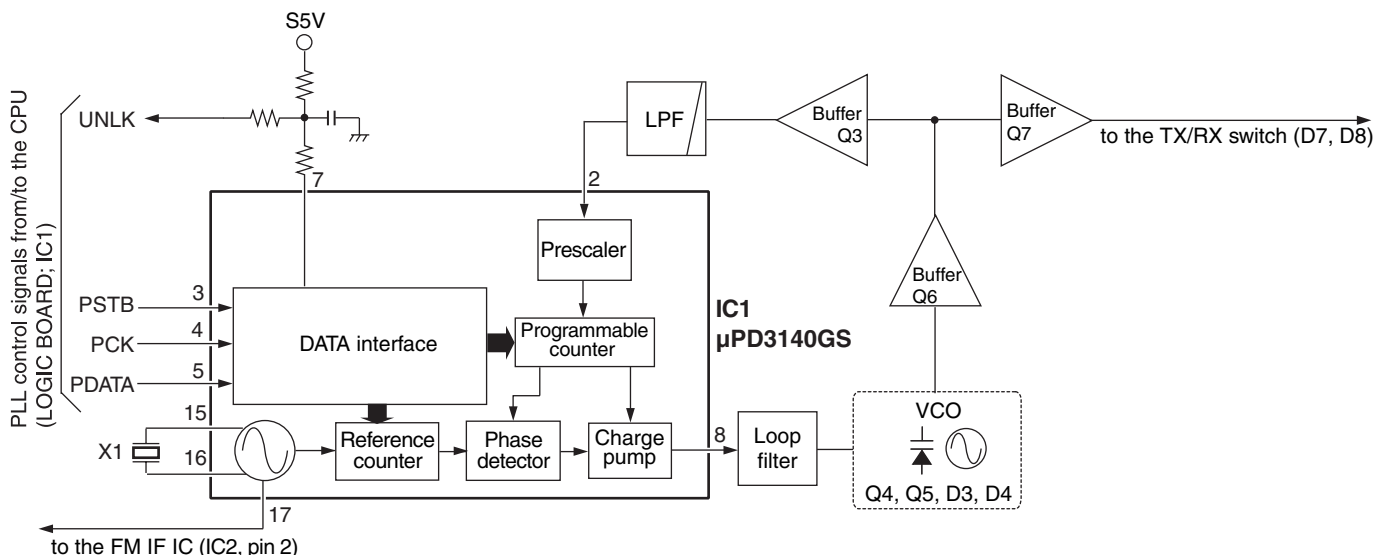 S5V
PLL control signals from/to the CPU
(LOGIC BOARD; IC1)
UNLK
7
PSTB
3
PCK
4
PDATA
5
DATA interface
X1
15
16
17
to the FM IF IC (IC2, pin 2)
Reference
counter
Phase
detector
Charge
pump
8
Programmable
counter
Prescaler
2
LPF
IC1
µPD3140GS
Loop
filter
VCO
Q4, Q5, D3, D4
Buffer
Q6
Buffer
Q3
Buffer
Q7
to the TX/RX switch (D7, D8)